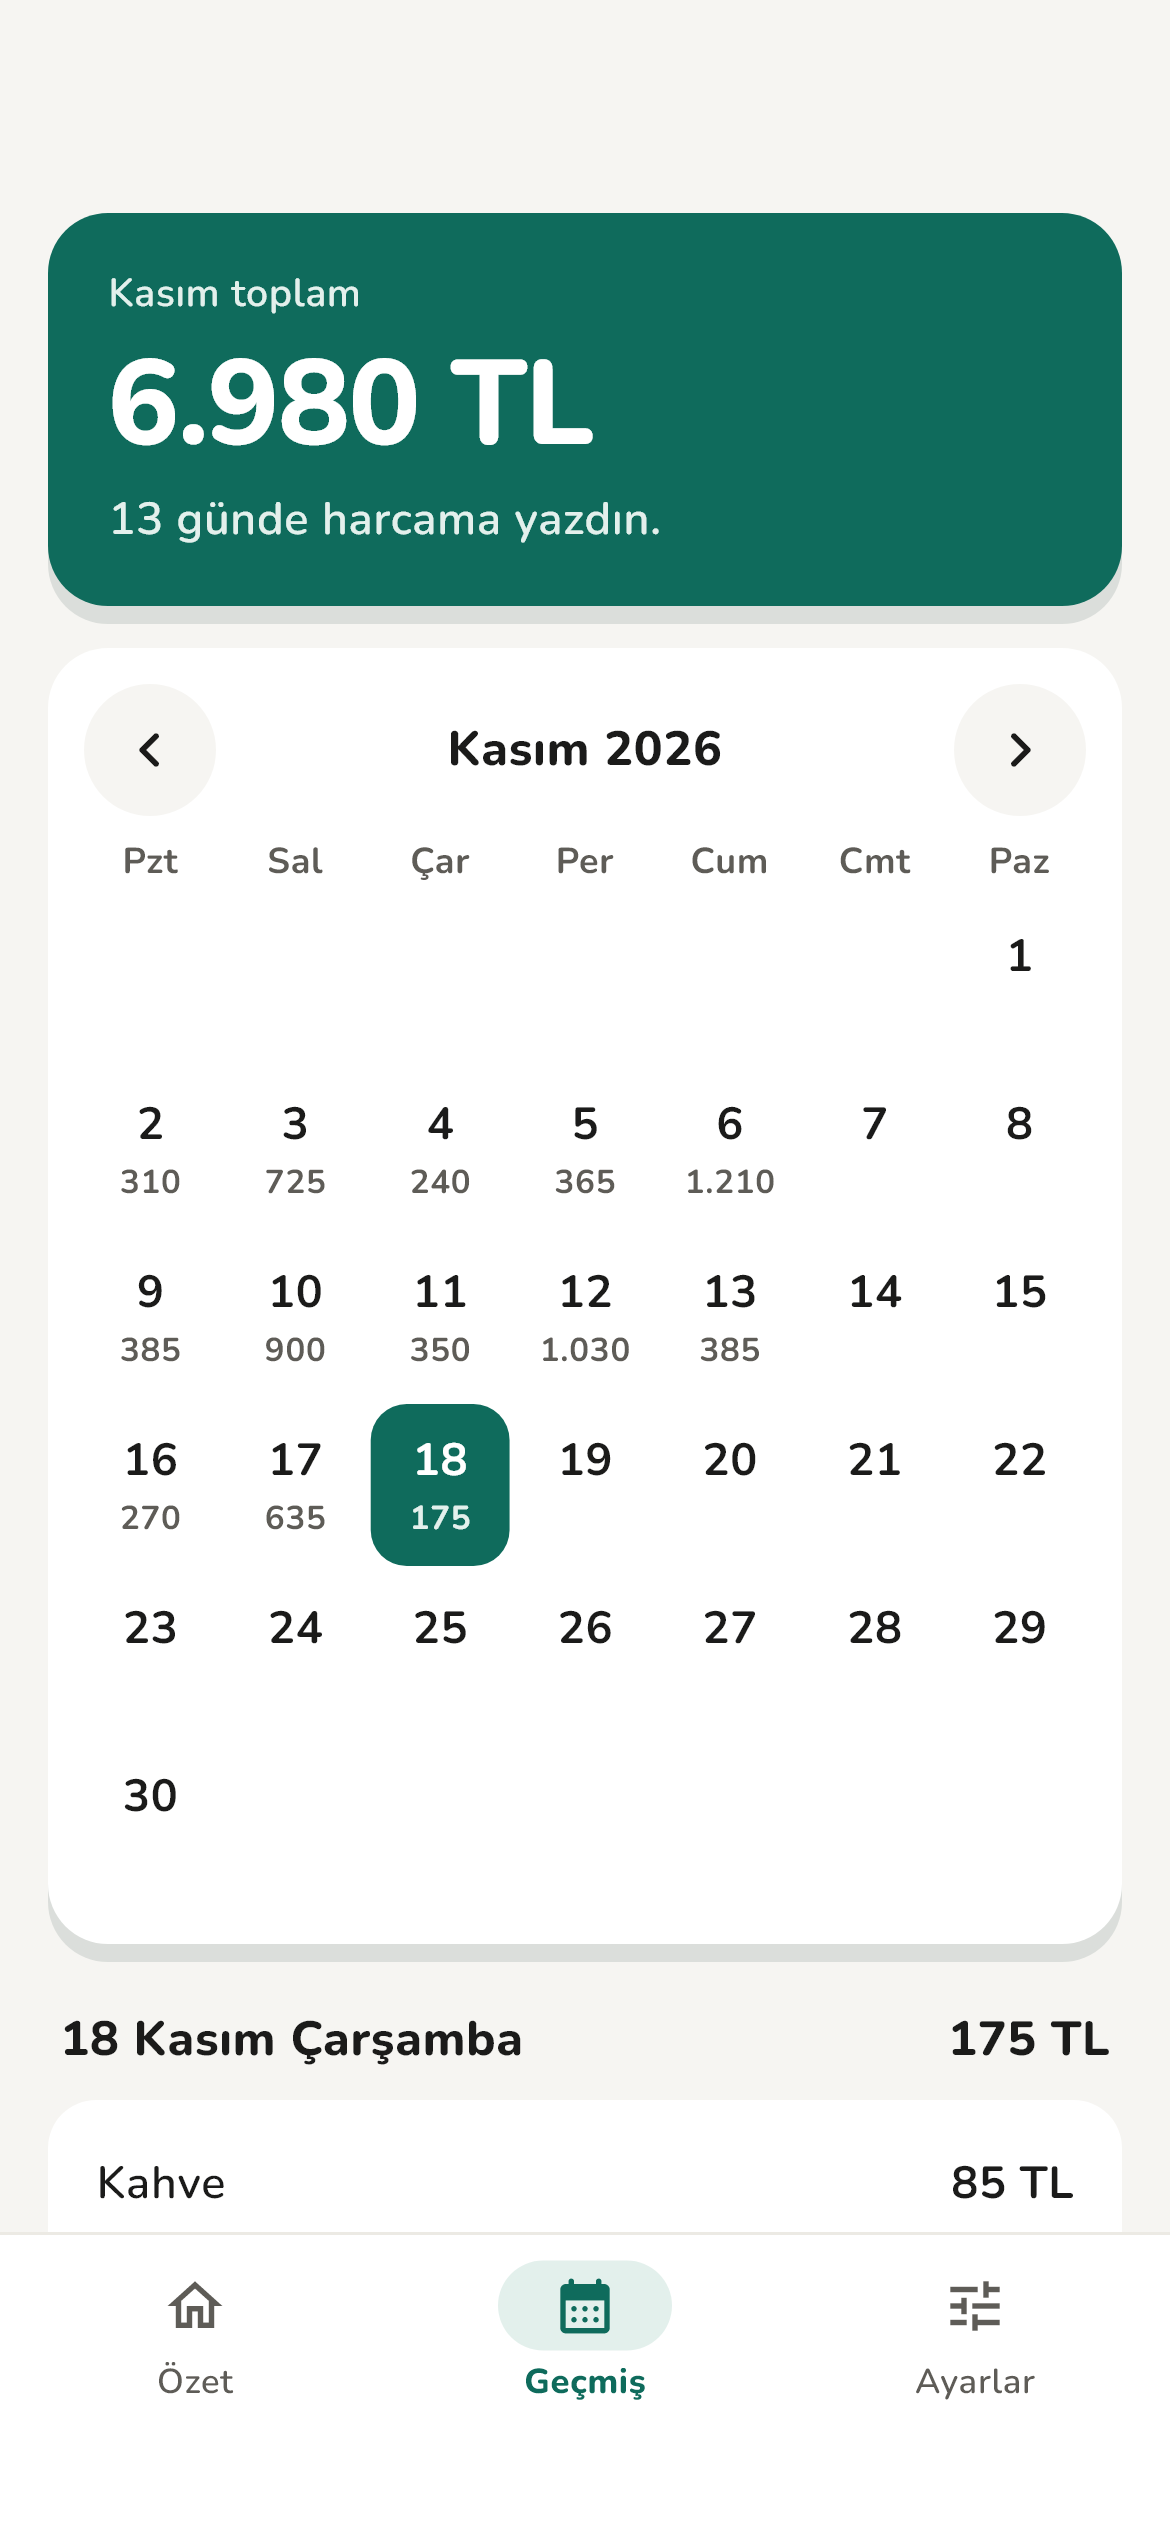 Kasım toplam
6.980 TL
13 günde harcama yazdın.
Kasım 2026
Pzt Sal Çar Per Cum Cmt Paz
1
2 3 4 5 6 7 8
310 725 240 365 1.210
9 10 11 12 13 14 15
385 900 350 1.030 385
16 17 18 19 20 21 22
270 635 175
23 24 25 26 27 28 29
30
18 Kasım Çarşamba 175 TL
Kahve 85 TL
Özet Geçmiş Ayarlar